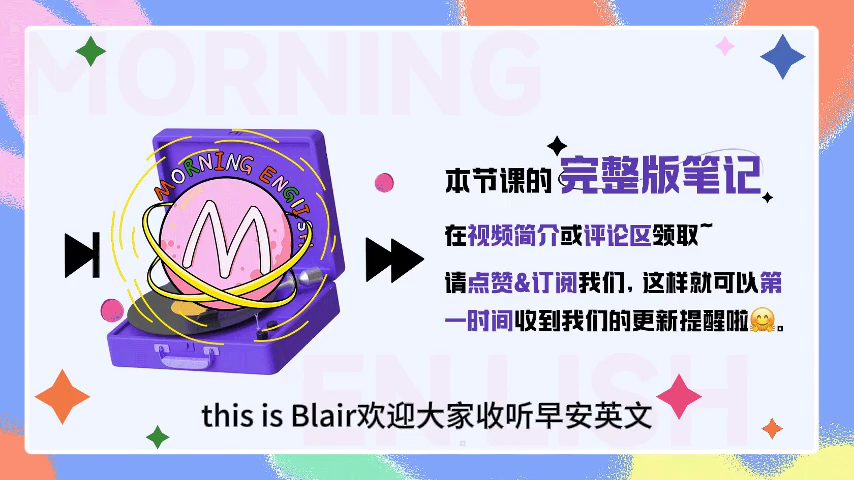 MORNING
MORNING ENGLISH
M
本节课的 完整版笔记
在视频简介或评论区领取~
请点赞&订阅我们,这样就可以第
一时间收到我们的更新提醒啦🤗。
EN LISH
this is Blair欢迎大家收听早安英文